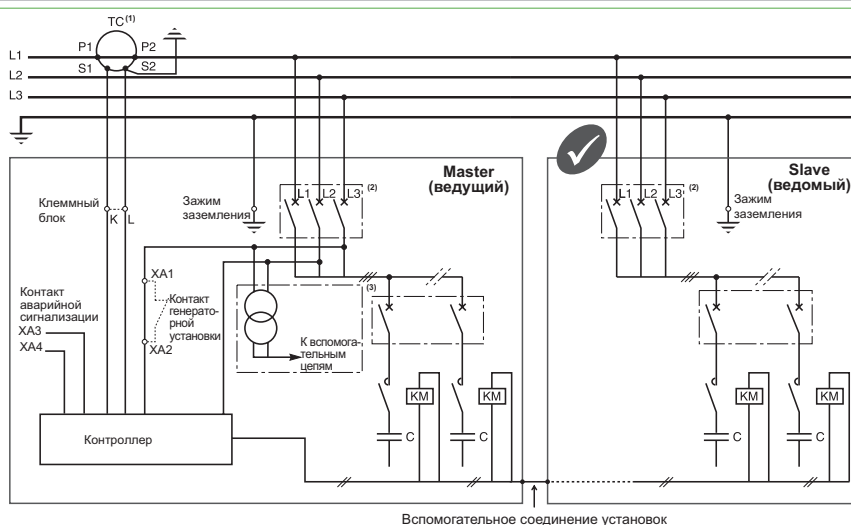 TC(1)
P1 P2
L1
S1 S2
L2
L3
Master
(ведущий)
Slave
(ведомый)
L1 L2 L3 (2)
L1 L2 L3 (2)
Клеммный
блок
K L
Зажим
заземления
Зажим
заземления
XA1
Контакт
аварийной
сигнализации
XA3
XA4
Контакт
генерато-
рной
установки
XA2
(3)
К вспомога-
тельным
цепям
KM KM
KM KM
C C
C C
Контроллер
Вспомогательное соединение установок